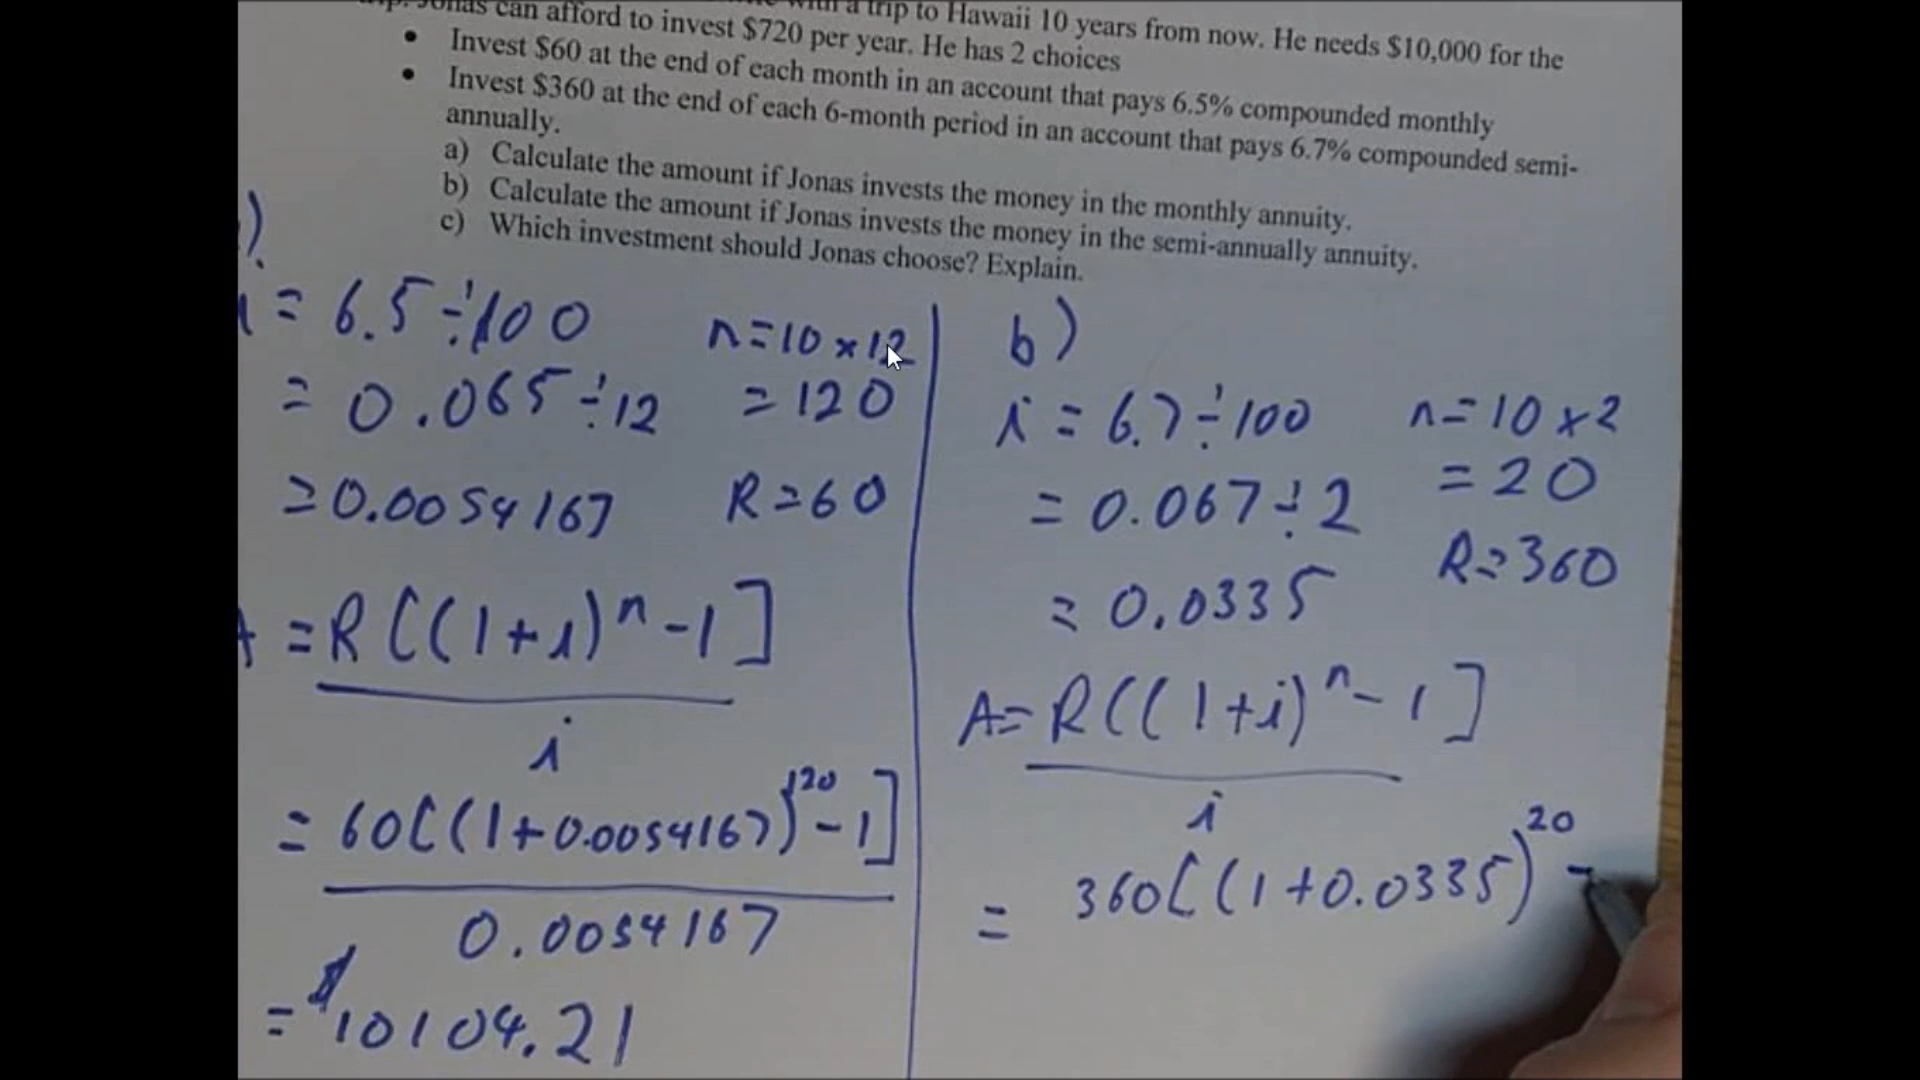 with a trip to Hawaii 10 years from now. He needs $10,000 for the
trip. Jonas can afford to invest $720 per year. He has 2 choices
• Invest $60 at the end of each month in an account that pays 6.5% compounded monthly
• Invest $360 at the end of each 6-month period in an account that pays 6.7% compounded semi-
annually.
a) Calculate the amount if Jonas invests the money in the monthly annuity.
b) Calculate the amount if Jonas invests the money in the semi-annually annuity.
c) Which investment should Jonas choose? Explain.
i = 6.5 ÷ 100
= 0.065 ÷ 12
= 0.0054167
n = 10 × 12
= 120
R = 60
A = R[(1+i)^n - 1]
i
= 60[(1+0.0054167)^120 - 1]
0.0054167
= $10104.21
b)
i = 6.7 ÷ 100
= 0.067 ÷ 2
= 0.0335
n = 10 × 2
= 20
R = 360
A = R[(1+i)^n - 1]
i
= 360[(1+0.0335)^20 -